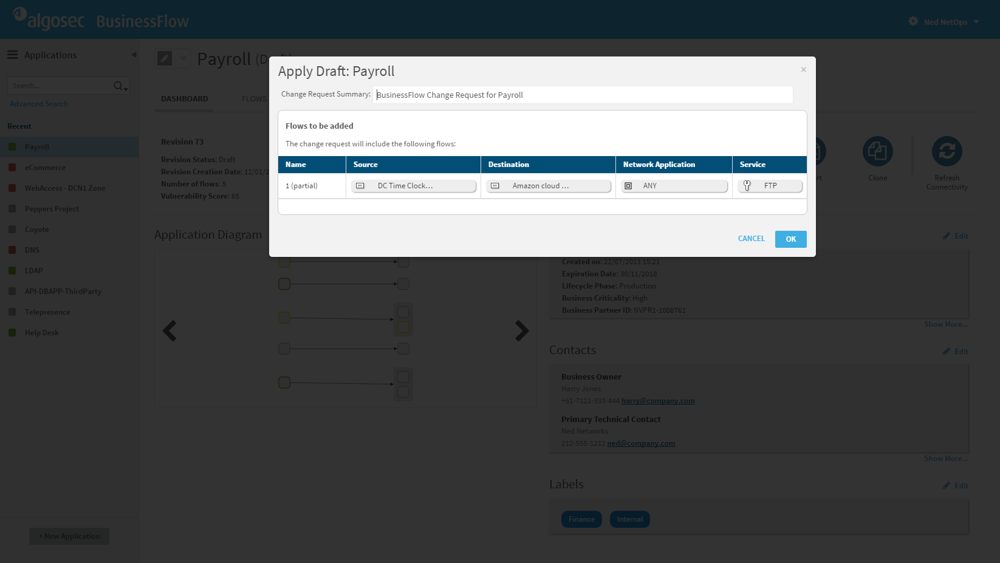 algosec BusinessFlow
Ned NetOps
Applications
Search...
Advanced Search
Recent
Payroll
eCommerce
WebAccess - DCN1 Zone
Peppers Project
Coyote
DNS
LDAP
API-DBAPP-ThirdParty
Telepresence
Help Desk
+ New Application
Payroll
DASHBOARD
FLOWS
Revision 73
Revision Status: Draft
Revision Creation Date: 12/01/2
Number of flows: 5
Vulnerability Score: 65
Apply Draft: Payroll
×
Change Request Summary: BusinessFlow Change Request for Payroll
Flows to be added
The change request will include the following flows:
Name Source Destination Network Application Service
1 (partial) DC Time Clock... Amazon cloud ... ANY FTP
CANCEL OK
Clone
Refresh
Connectivity
Application Diagram
Edit
Created on: 22/07/2013 15:21
Expiration Date: 30/11/2018
Lifecycle Phase: Production
Business Criticality: High
Business Partner ID: NVPR1-1008761
Show More...
Contacts
Edit
Business Owner
Harry Jones
+61-7121-333-444 harry@company.com
Primary Technical Contact
Ned Networks
212-555-1212 ned@company.com
Show More...
Labels
Edit
Finance Internal